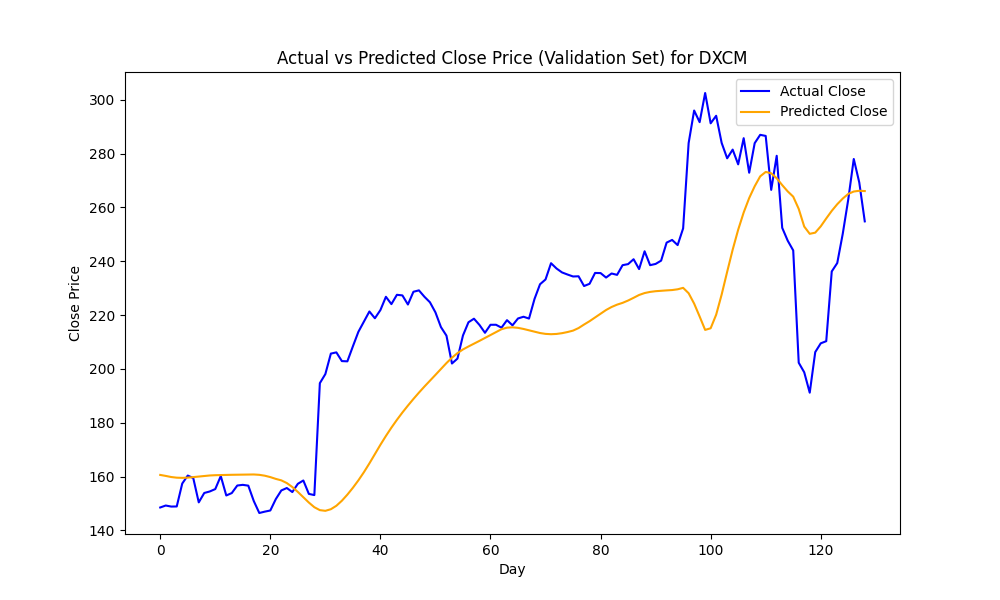 Actual vs Predicted Close Price (Validation Set) for DXCM
Actual Close
Predicted Close
Close Price
300
280
260
240
220
200
180
160
140
0 20 40 60 80 100 120
Day